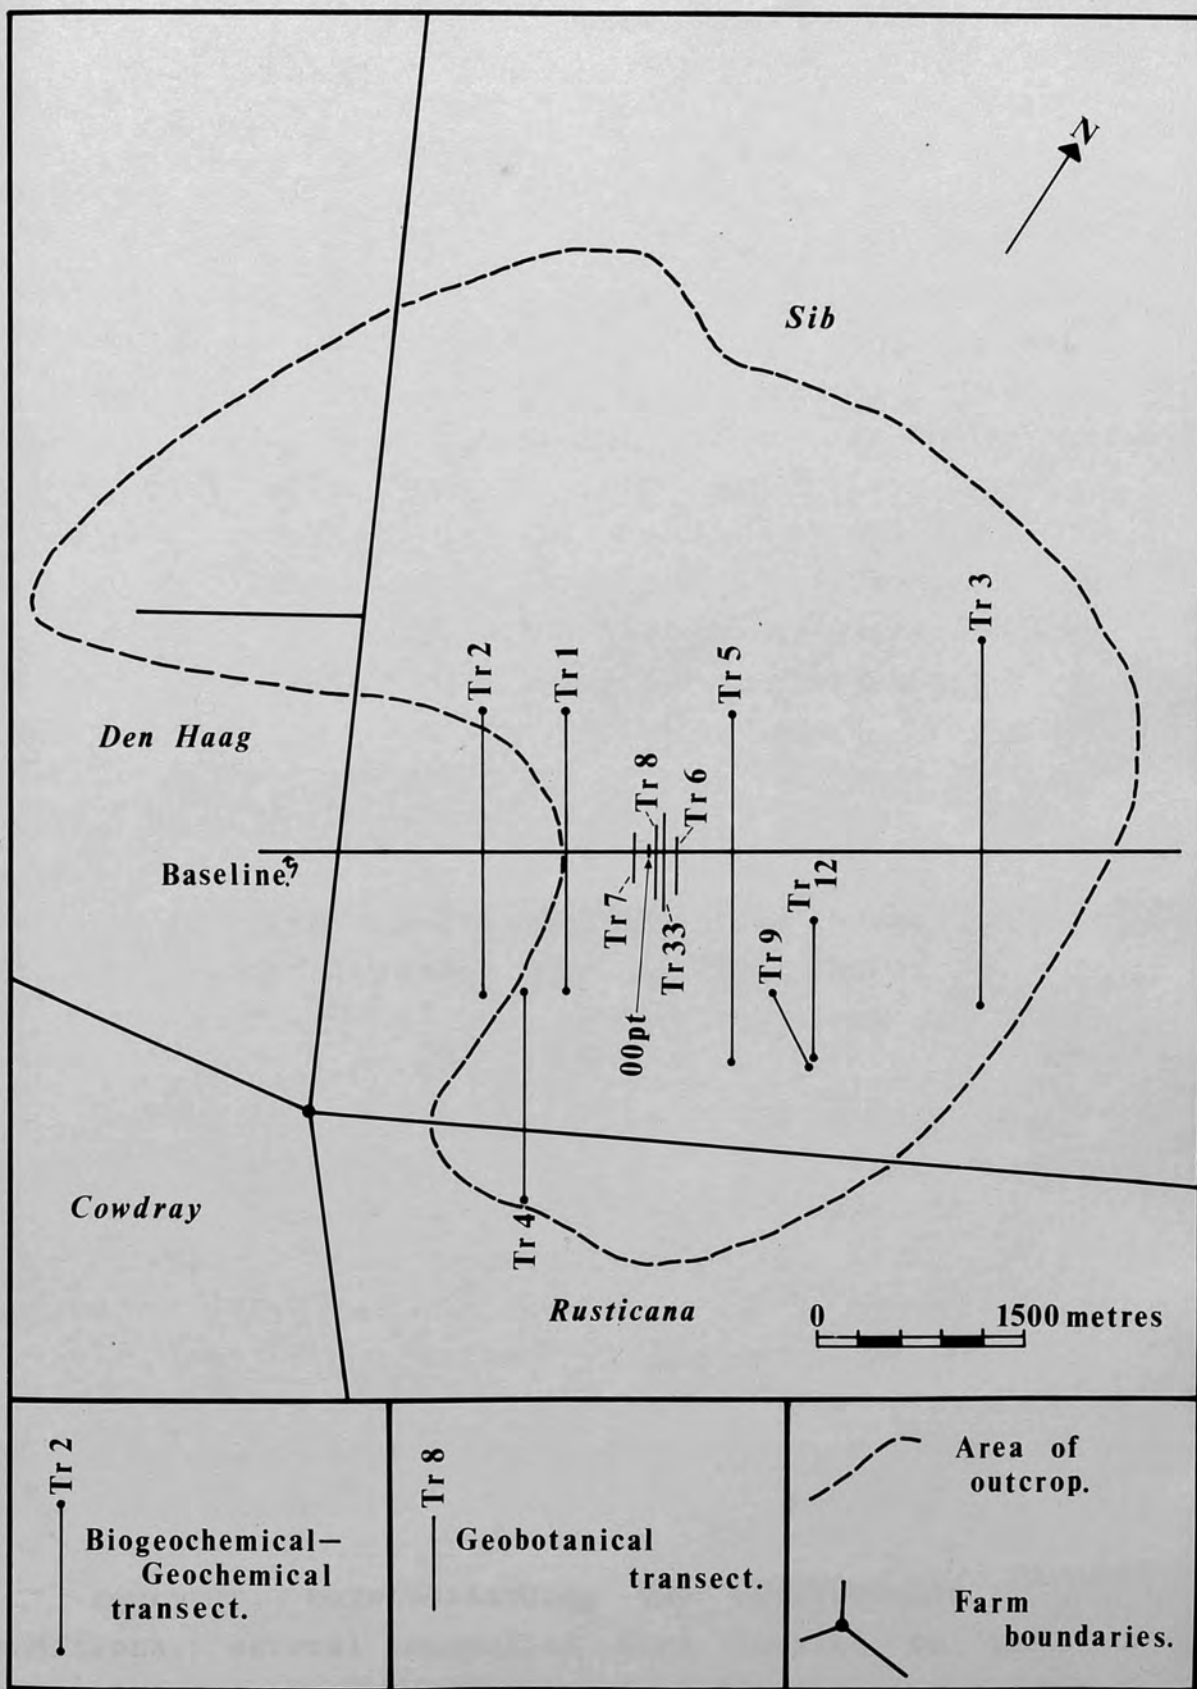 N
Sib
Tr 3
Tr 2
Tr 1
Tr 5
Den Haag
Tr 8
Tr 6
Baseline.
Tr 7
Tr 33
00pt
Tr 9
Tr
12
Cowdray
Tr 4
Rusticana
0 1500 metres
Tr 2
Biogeochemical—
Geochemical
transect.
Tr 8
Geobotanical
transect.
Area of
outcrop.
Farm
boundaries.